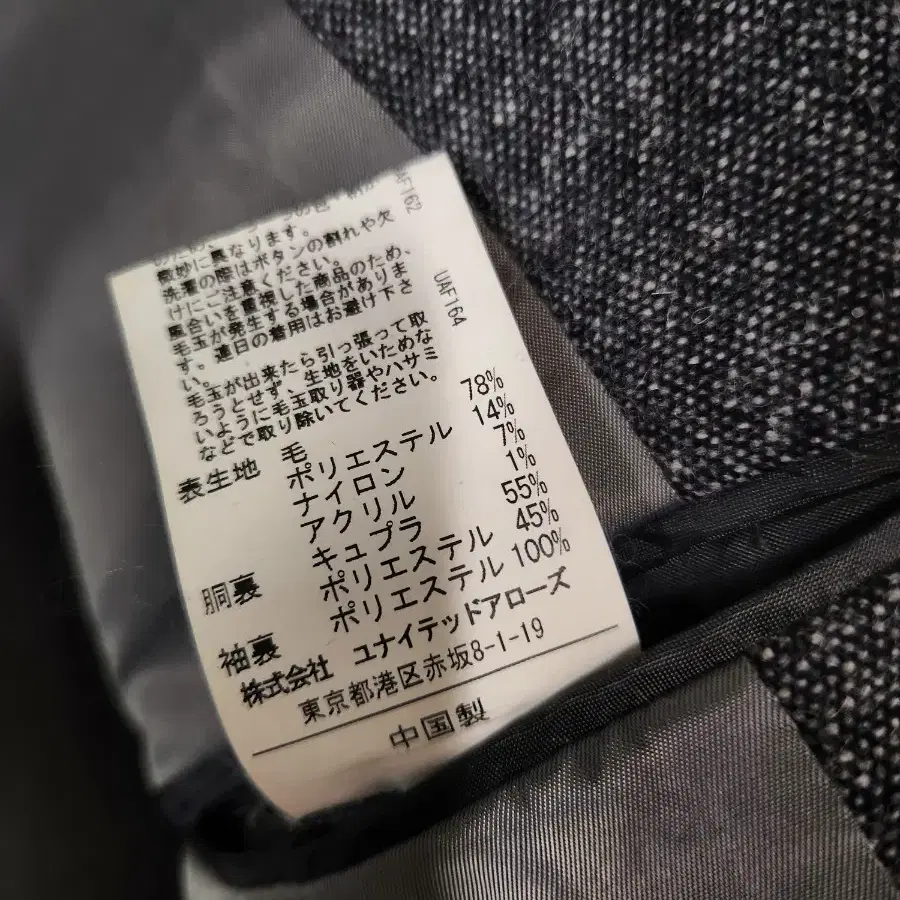 微妙に異なります。
洗濯の際はボタンの割れや欠
けにご注意ください。
風合いを重視した商品のため、
毛玉が発生する場合がありま
す。連日の着用はお避け下さ
い。
毛玉が出来たら引っ張って取
ろうとせず、生地をいためな
いように毛玉取り器やハサミ
などで取り除いてください。
AF162
UAF164
表生地 毛 78%
ポリエステル 14%
ナイロン 7%
アクリル 1%
胴裏 キュプラ 55%
ポリエステル 45%
袖裏 ポリエステル 100%
株式会社 ユナイテッドアローズ
東京都港区赤坂8-1-19
中国製